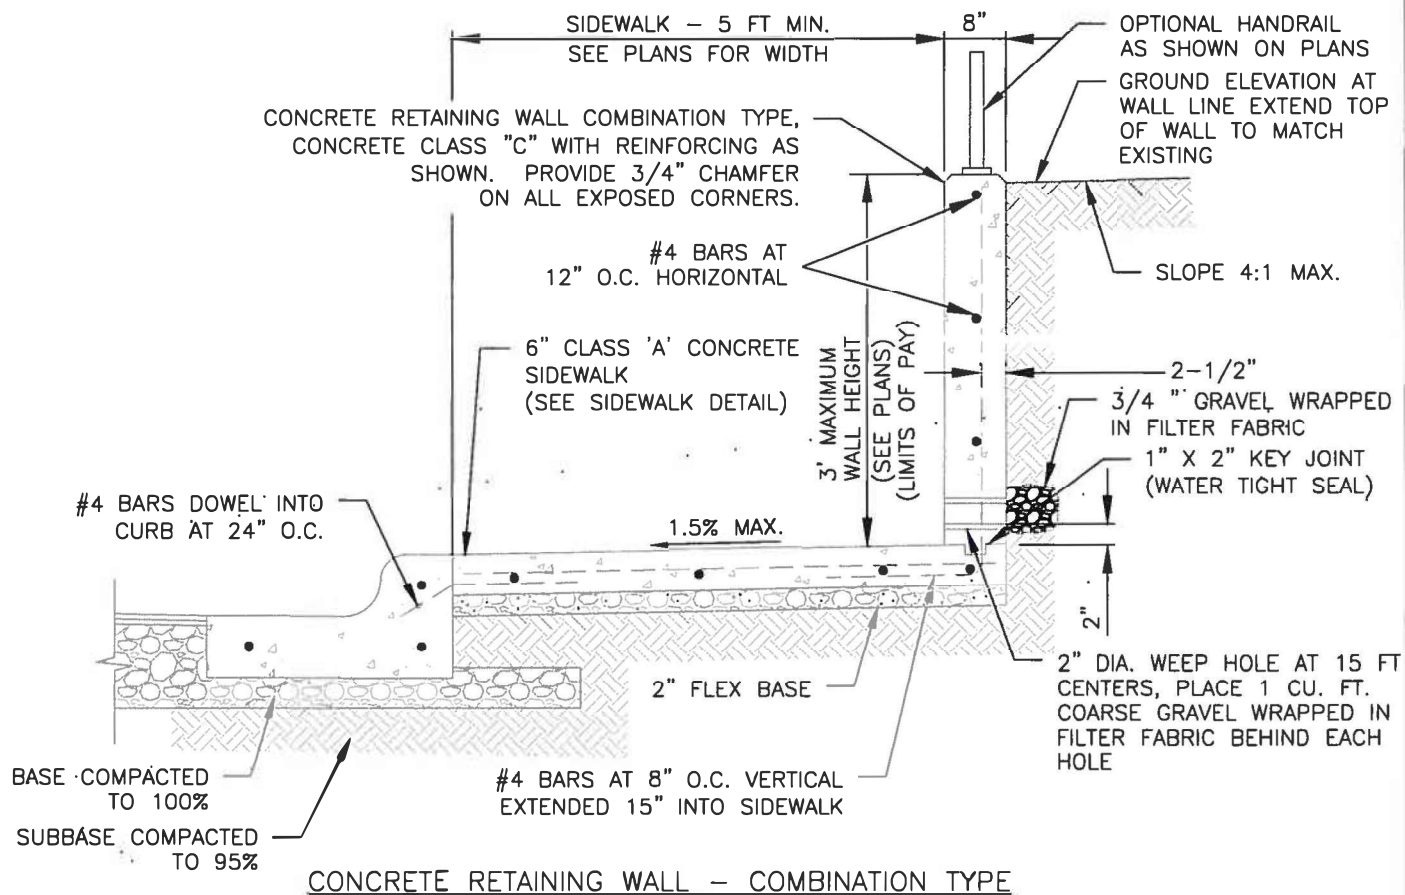 SIDEWALK - 5 FT MIN.
SEE PLANS FOR WIDTH
8"
OPTIONAL HANDRAIL
AS SHOWN ON PLANS
GROUND ELEVATION AT
WALL LINE EXTEND TOP
OF WALL TO MATCH
EXISTING
CONCRETE RETAINING WALL COMBINATION TYPE,
CONCRETE CLASS "C" WITH REINFORCING AS
SHOWN. PROVIDE 3/4" CHAMFER
ON ALL EXPOSED CORNERS.
#4 BARS AT
12" O.C. HORIZONTAL
SLOPE 4:1 MAX.
6" CLASS 'A' CONCRETE
SIDEWALK
(SEE SIDEWALK DETAIL)
3' MAXIMUM
WALL HEIGHT
(SEE PLANS)
(LIMITS OF PAY)
2-1/2"
3/4 " GRAVEL WRAPPED
IN FILTER FABRIC
1" X 2" KEY JOINT
(WATER TIGHT SEAL)
#4 BARS DOWEL INTO
CURB AT 24" O.C.
1.5% MAX.
2"
2" DIA. WEEP HOLE AT 15 FT
CENTERS, PLACE 1 CU. FT.
COARSE GRAVEL WRAPPED IN
FILTER FABRIC BEHIND EACH
HOLE
2" FLEX BASE
#4 BARS AT 8" O.C. VERTICAL
EXTENDED 15" INTO SIDEWALK
BASE COMPACTED
TO 100%
SUBBASE COMPACTED
TO 95%
CONCRETE RETAINING WALL - COMBINATION TYPE